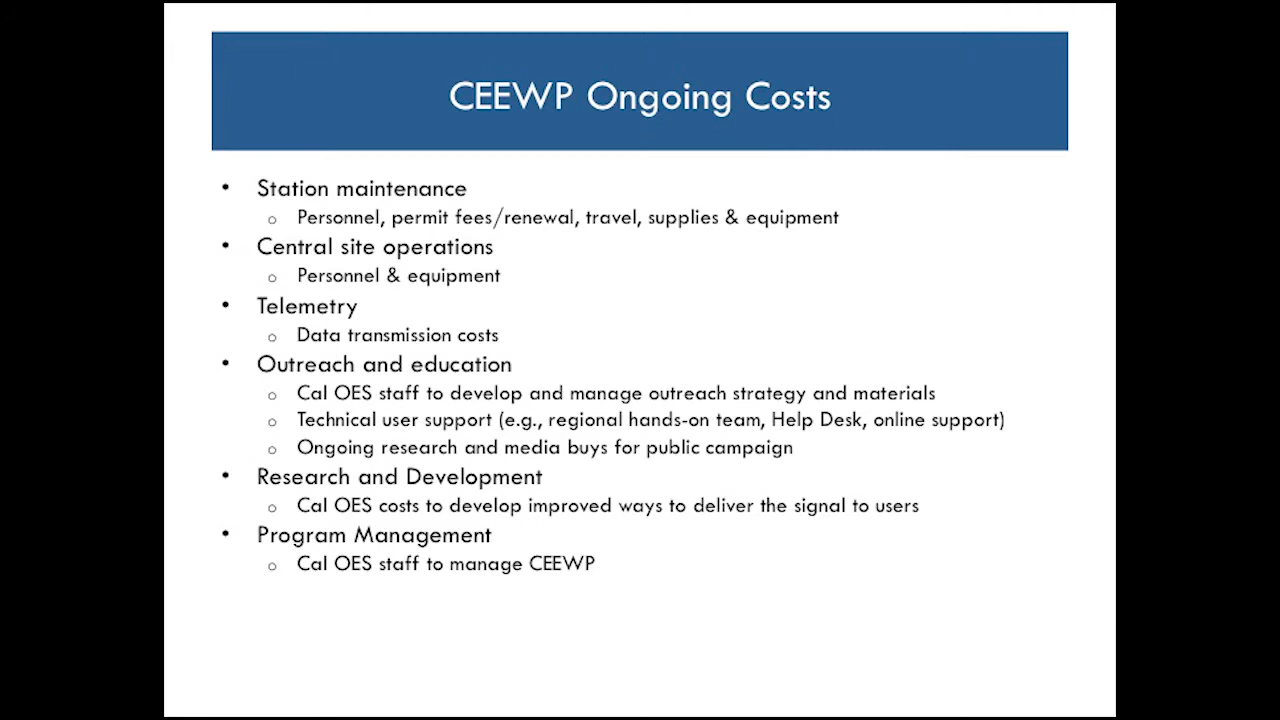 CEEWP Ongoing Costs
• Station maintenance
o Personnel, permit fees/renewal, travel, supplies & equipment
• Central site operations
o Personnel & equipment
• Telemetry
o Data transmission costs
• Outreach and education
o Cal OES staff to develop and manage outreach strategy and materials
o Technical user support (e.g., regional hands-on team, Help Desk, online support)
o Ongoing research and media buys for public campaign
• Research and Development
o Cal OES costs to develop improved ways to deliver the signal to users
• Program Management
o Cal OES staff to manage CEEWP